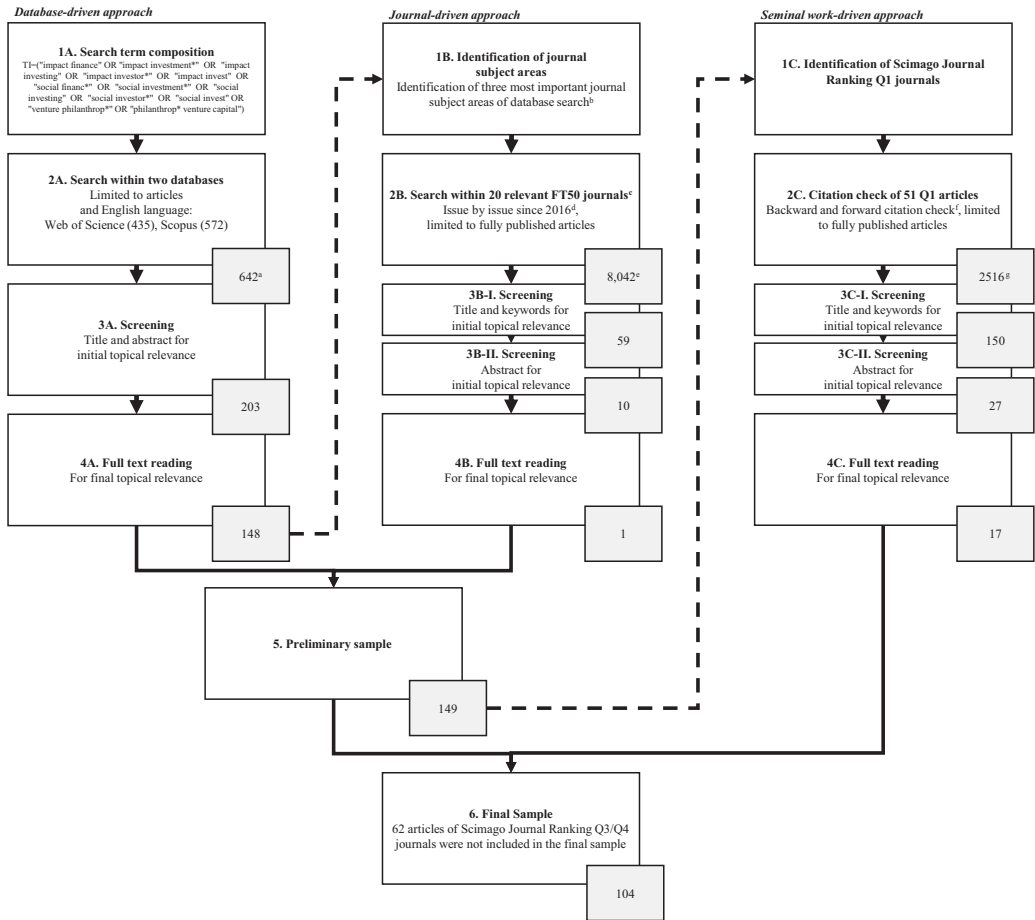 Database-driven approach
1A. Search term composition
TI=("impact finance" OR "impact investment*" OR "impact
investing" OR "impact investor*" OR "impact invest" OR
"social financ*" OR "social investment*" OR "social
investing" OR "social investor*" OR "social invest" OR
"venture philanthrop*" OR "philanthrop* venture capital")
2A. Search within two databases
Limited to articles
and English language:
Web of Science (435), Scopus (572)
642a
3A. Screening
Title and abstract for
initial topical relevance
203
4A. Full text reading
For final topical relevance
148
Journal-driven approach
1B. Identification of journal
subject areas
Identification of three most important journal
subject areas of database searchb
2B. Search within 20 relevant FT50 journalsc
Issue by issue since 2016d,
limited to fully published articles
8,042e
3B-I. Screening
Title and keywords for
initial topical relevance
59
3B-II. Screening
Abstract for
initial topical relevance
10
4B. Full text reading
For final topical relevance
1
Seminal work-driven approach
1C. Identification of Scimago Journal
Ranking Q1 journals
2C. Citation check of 51 Q1 articles
Backward and forward citation checkf, limited
to fully published articles
2516g
3C-I. Screening
Title and keywords for
initial topical relevance
150
3C-II. Screening
Abstract for
initial topical relevance
27
4C. Full text reading
For final topical relevance
17
5. Preliminary sample
149
6. Final Sample
62 articles of Scimago Journal Ranking Q3/Q4
journals were not included in the final sample
104